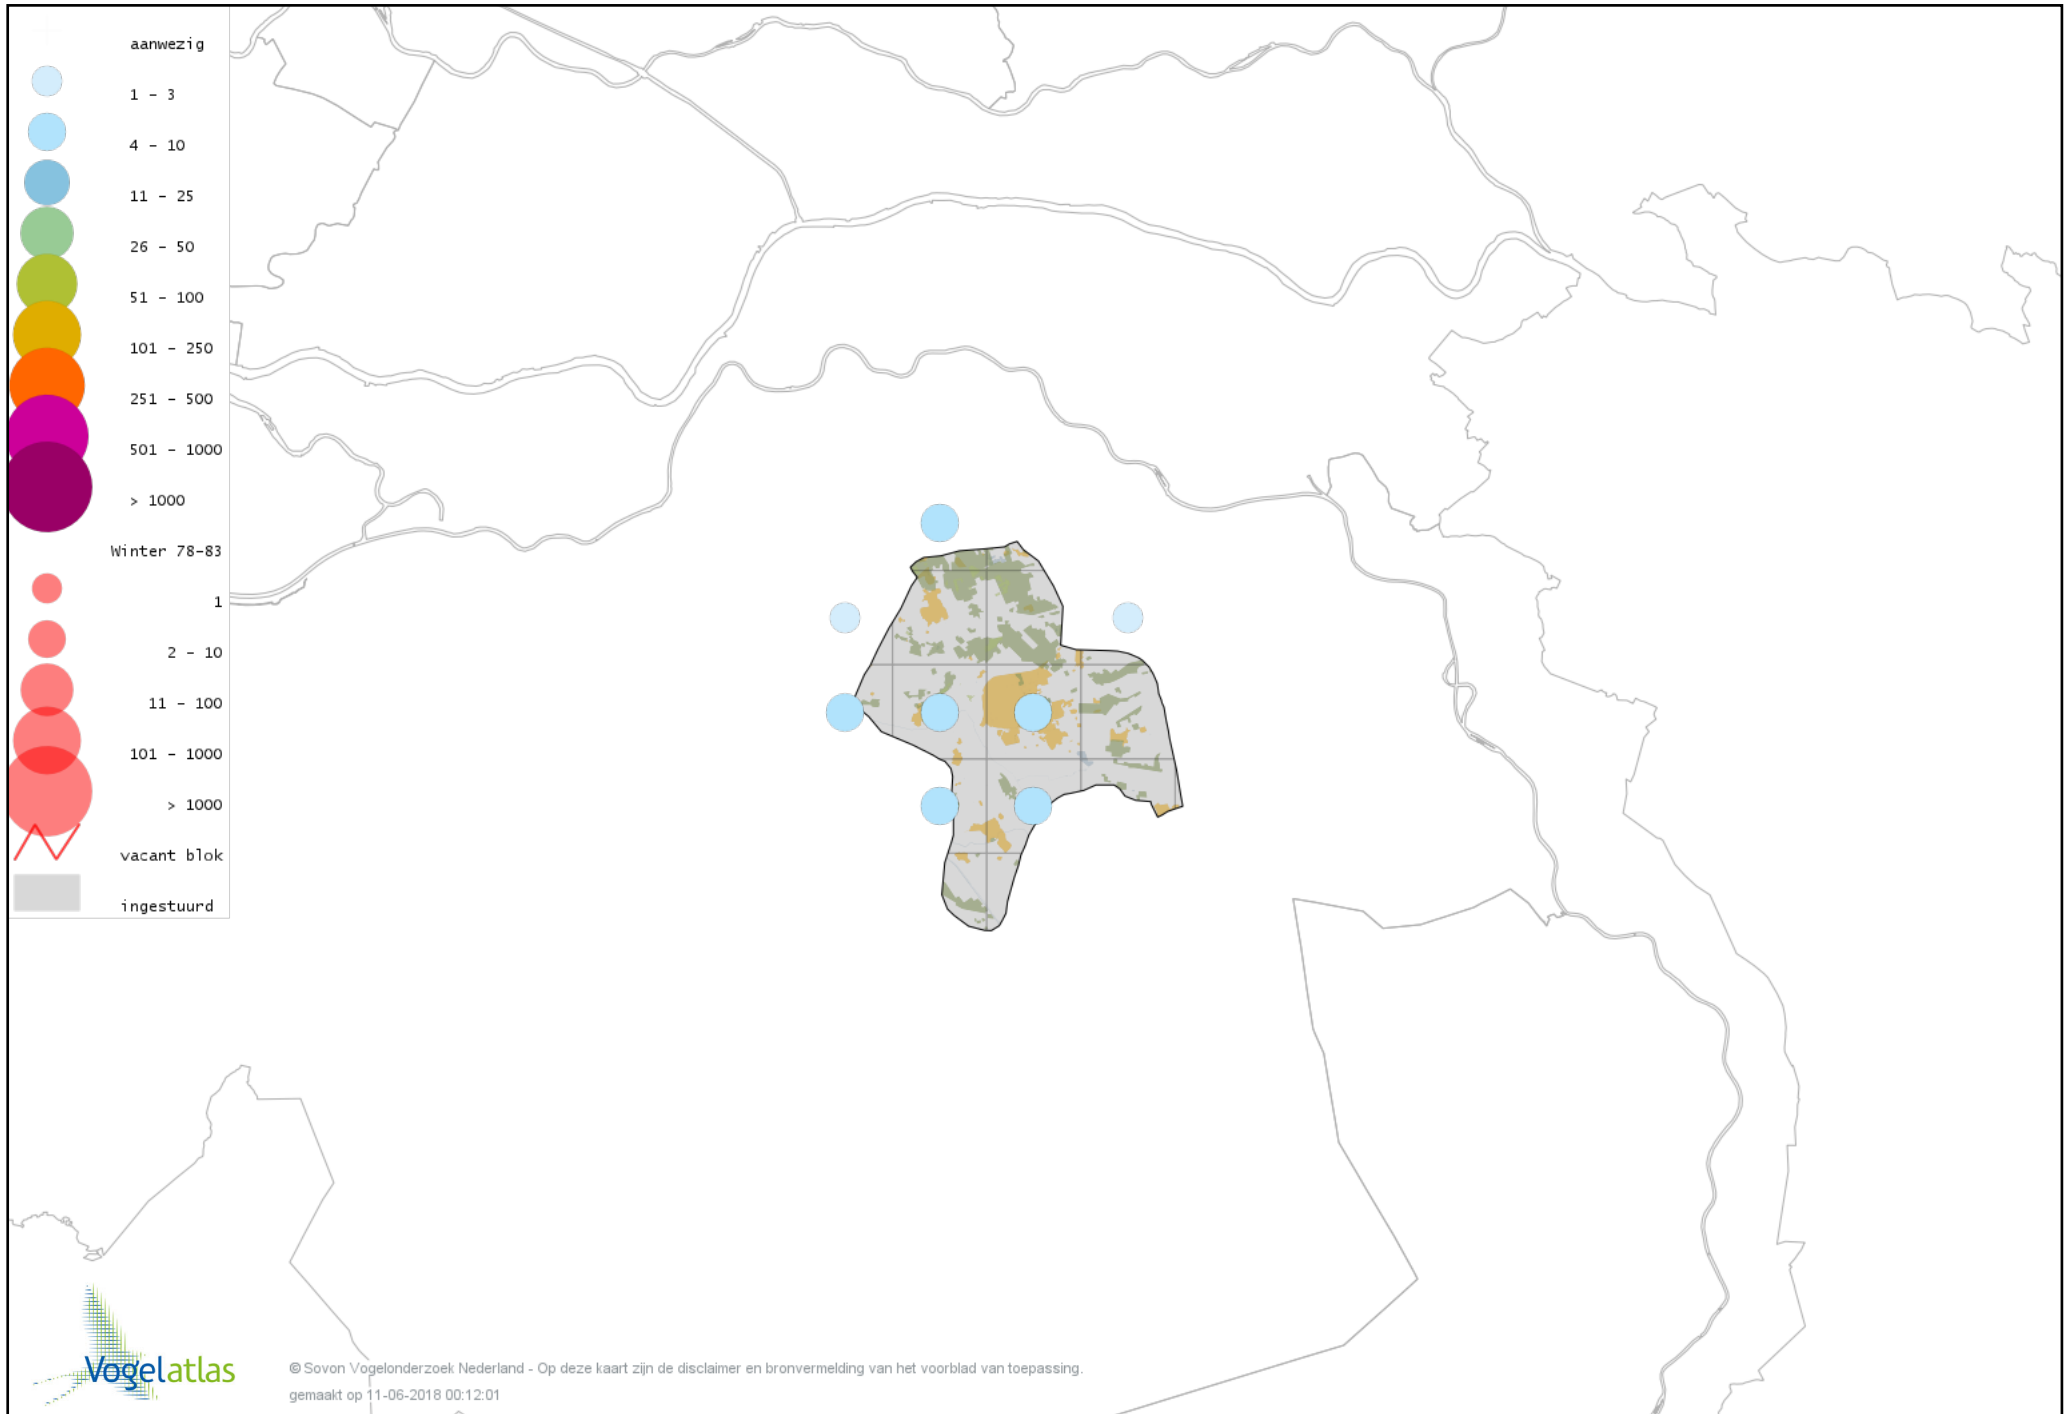 aanwezig
1 - 3
4 - 10
11 - 25
26 - 50
51 - 100
101 - 250
251 - 500
501 - 1000
> 1000
Winter 78-83
1
2 - 10
11 - 100
101 - 1000
> 1000
vacant blok
ingestuurd
Vogelatlas
© Sovon Vogelonderzoek Nederland - Op deze kaart zijn de disclaimer en bronvermelding van het voorblad van toepassing.
gemaakt op 11-06-2018 00:12:01